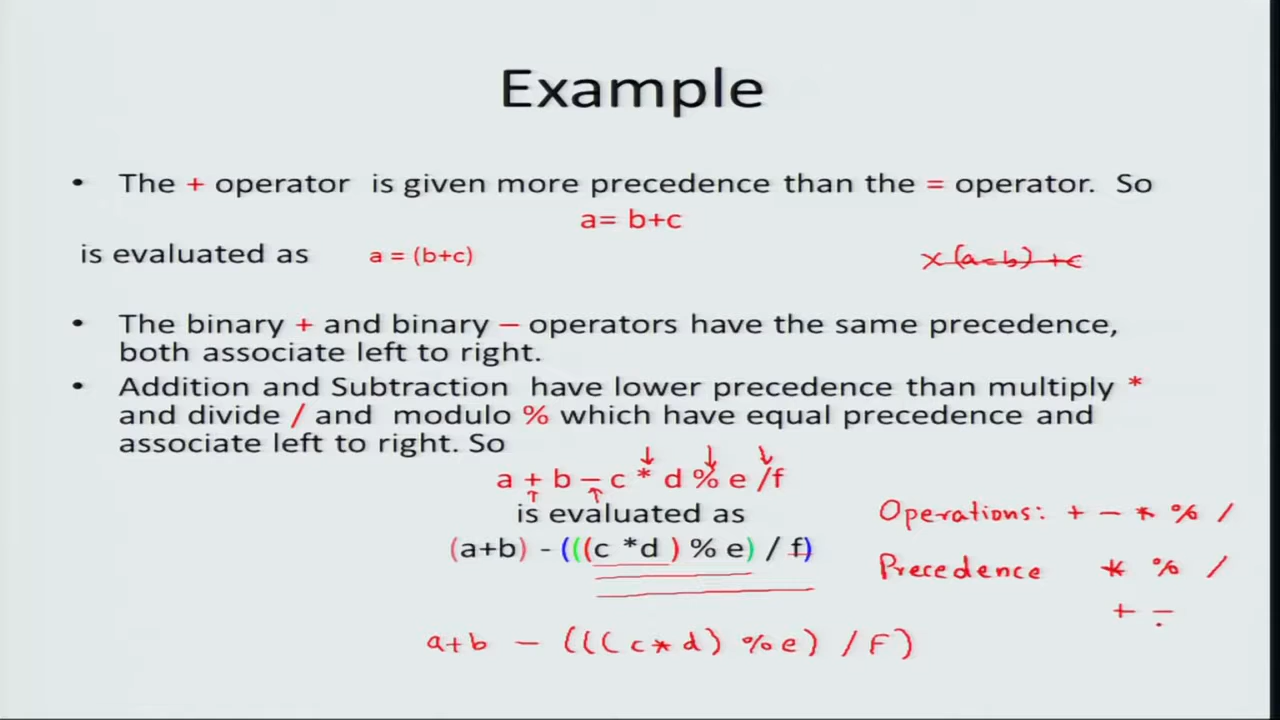 Example
• The + operator is given more precedence than the = operator. So
a= b+c
is evaluated as a = (b+c) x (a=b) +c
• The binary + and binary – operators have the same precedence,
both associate left to right.
• Addition and Subtraction have lower precedence than multiply *
and divide / and modulo % which have equal precedence and
associate left to right. So
a + b – c * d % e /f
is evaluated as
Operations: + - * % /
(a+b) - (((c *d ) % e) / f)
Precedence * % /
+ -
a+b - (((c* d) %e) / F)